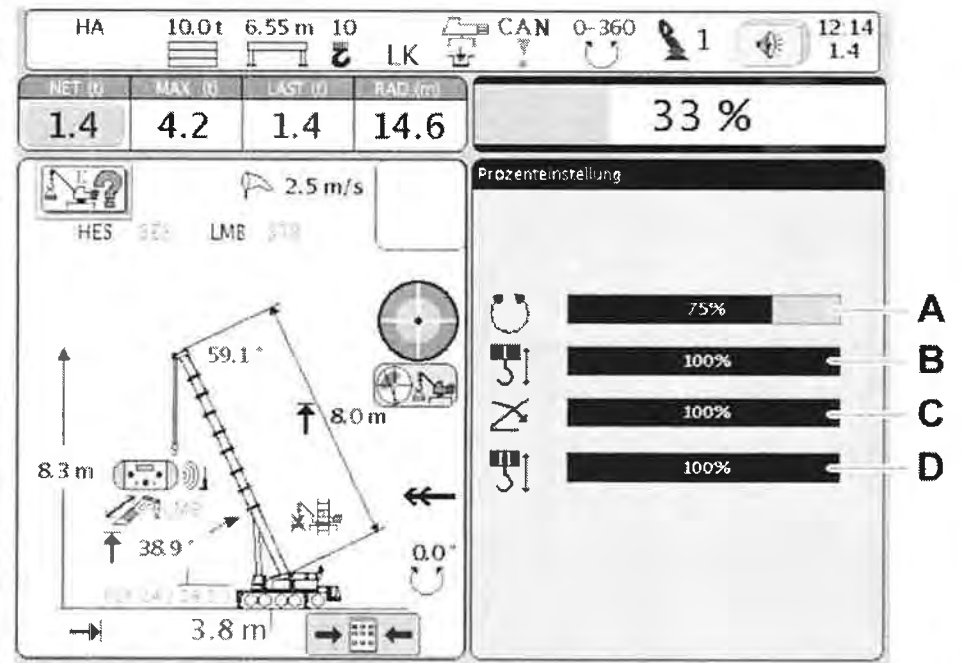 HA 10.0 t 6.55 m 10 LK CAN 0-360 1 12:14
1.4
NET (t) MAX (t) LAST (t) RAD (m)
1.4 4.2 1.4 14.6
33 %
2.5 m/s
HES LMB
59.1°
8.0 m
8.3 m
LMB
38.9°
0.0°
3.8 m
Prozenteinstellung
75% A
100% B
100% C
100% D